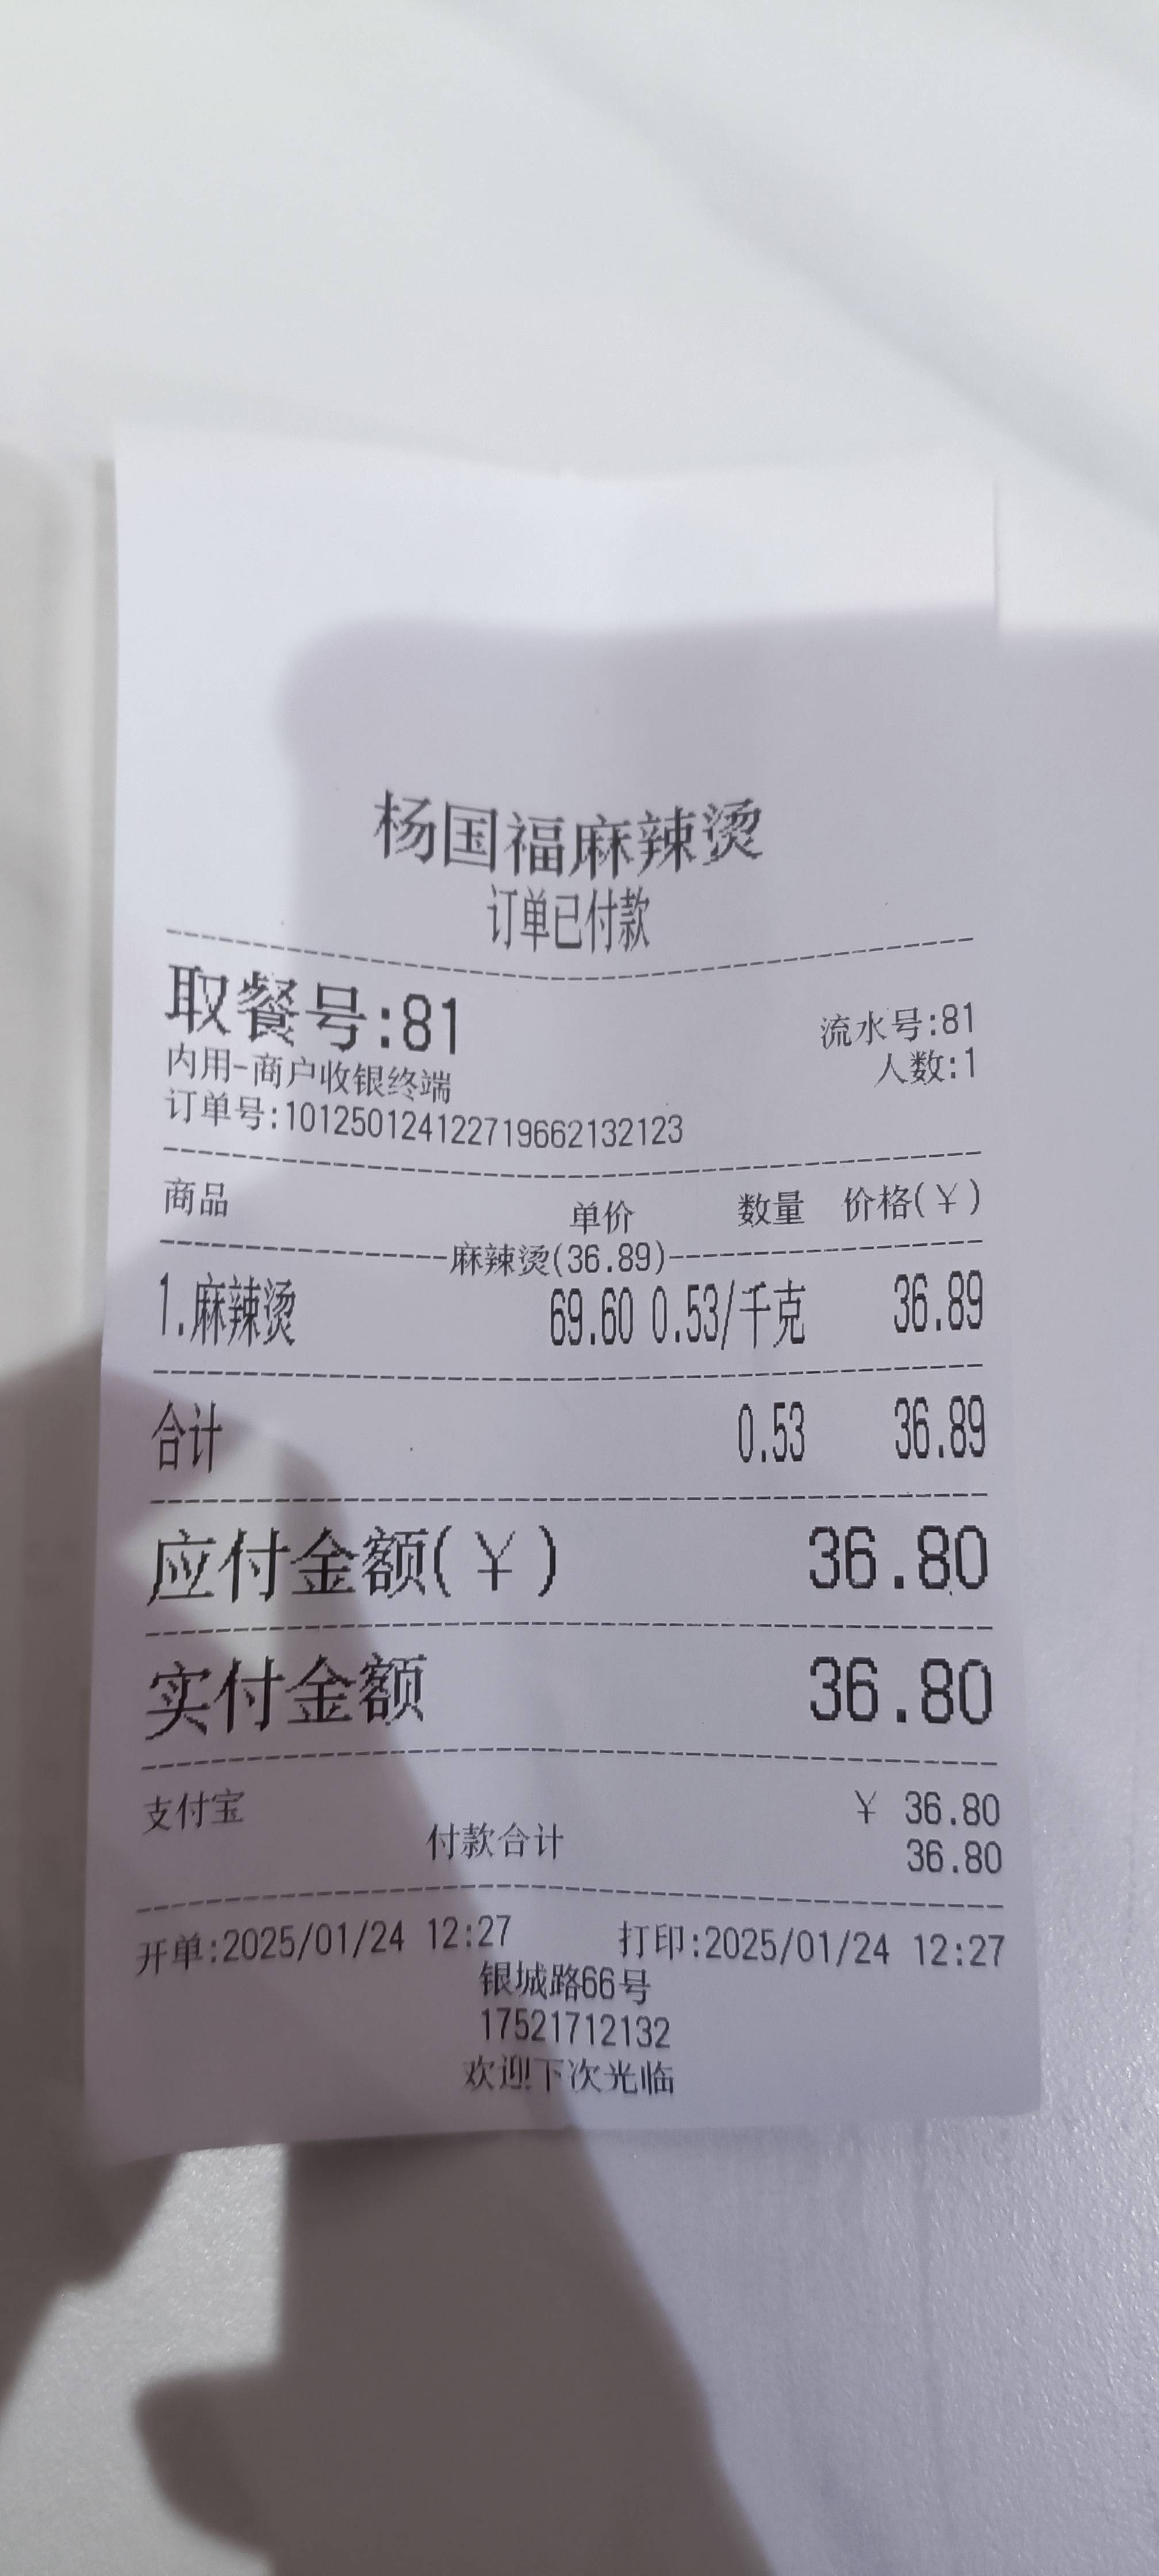 杨国福麻辣烫
订单已付款
取餐号:81 流水号:81
内用-商户收银终端 人数:1
订单号:101250124122719662132123
商品 单价 数量 价格(￥)
麻辣烫(36.89)
1.麻辣烫 69.60 0.53/千克 36.89
合计 0.53 36.89
应付金额(￥) 36.80
实付金额 36.80
支付宝 ￥ 36.80
付款合计 36.80
开单:2025/01/24 12:27 打印:2025/01/24 12:27
银城路66号
17521712132
欢迎下次光临